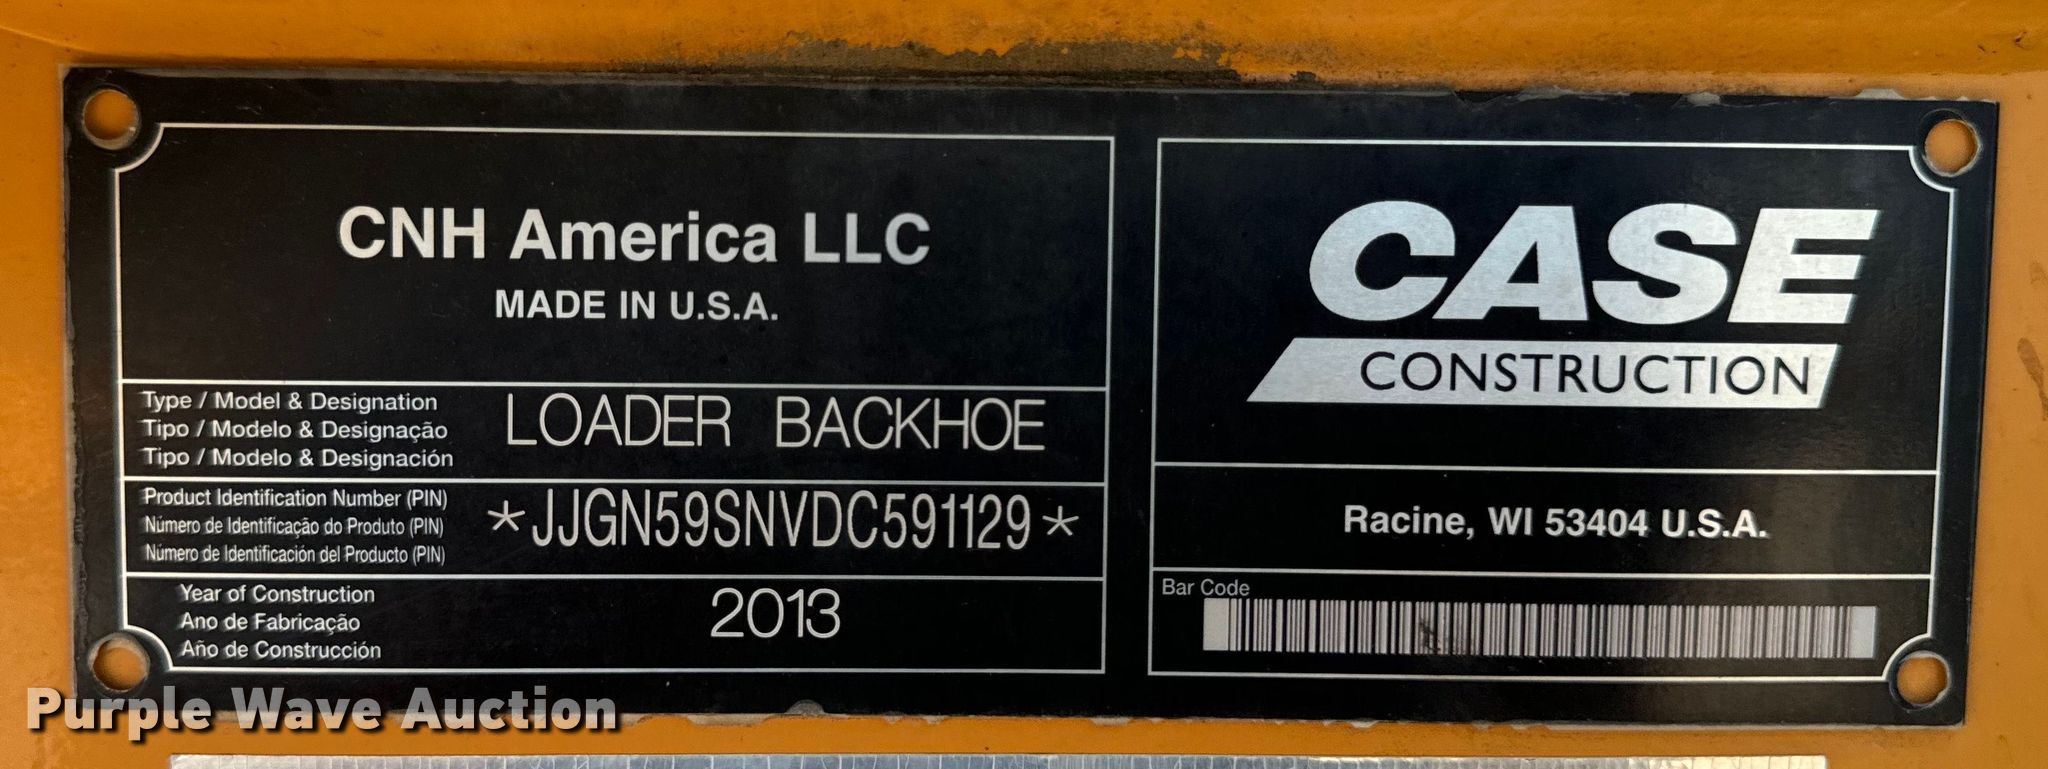 CNH America LLC
MADE IN U.S.A.
Type / Model & Designation
Tipo / Modelo & Designação
Tipo / Modelo & Designación
LOADER BACKHOE
Product Identification Number (PIN)
Número de Identificação do Produto (PIN)
Número de Identificación del Producto (PIN)
*JJGN59SNVDC591129*
Year of Construction
Ano de Fabricação
Año de Construcción
2013
CASE
CONSTRUCTION
Racine, WI 53404 U.S.A.
Bar Code
Purple Wave Auction